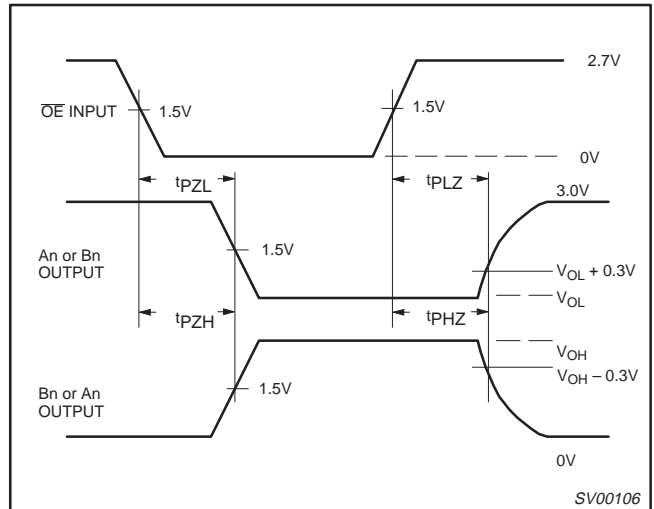 2.7V
O̅E̅ INPUT 1.5V 1.5V
0V
tPZL tPLZ
3.0V
An or Bn
OUTPUT
1.5V
VOL + 0.3V
VOL
tPZH tPHZ
VOH
VOH – 0.3V
Bn or An
OUTPUT
1.5V
0V
SV00106